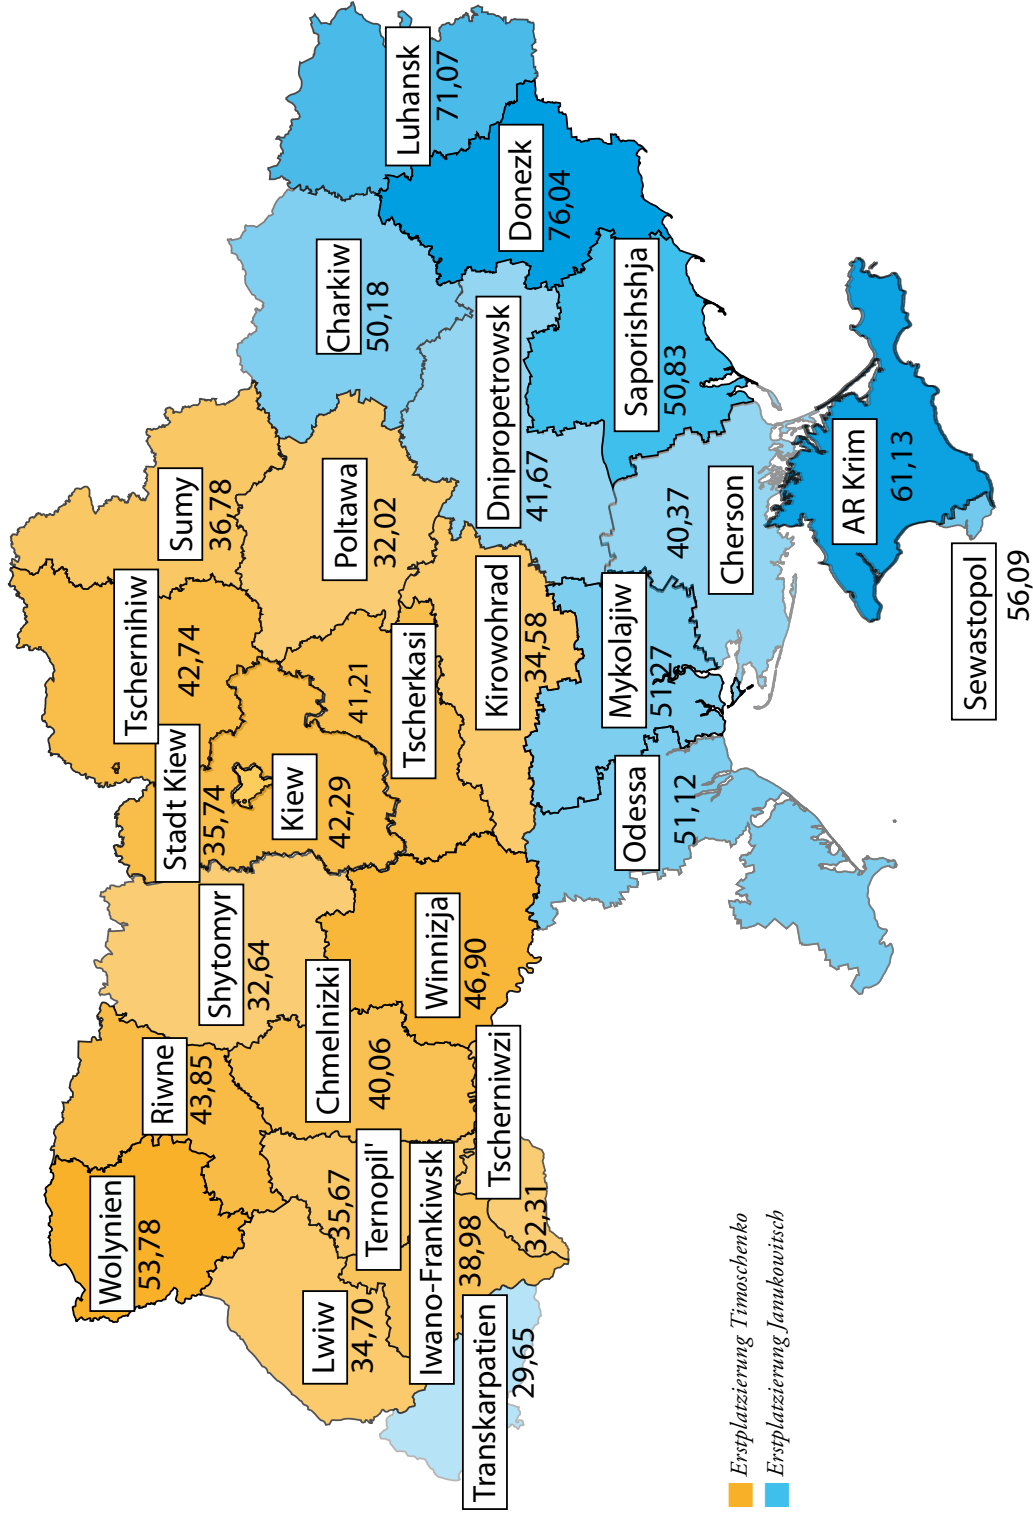 Wolynien
53,78
Riwne
43,85
Shytomyr
32,64
Stadt Kiew
35,74
Tschernihiw
42,74
Sumy
36,78
Kiew
42,29
Poltawa
32,02
Charkiw
50,18
Luhansk
71,07
Lwiw
34,70
Ternopil'
35,67
Chmelnizki
40,06
Winnizja
46,90
Tscherkasi
41,21
Iwano-Frankiwsk
38,98
Transkarpatien
29,65
Tscherniwzi
32,31
Kirowohrad
34,58
Dnipropetrowsk
41,67
Donezk
76,04
Odessa
51,12
Mykolajiw
51,27
Cherson
40,37
Saporishshja
50,83
AR Krim
61,13
Sewastopol
56,09
Erstplatzierung Timoschenko
Erstplatzierung Janukowitsch